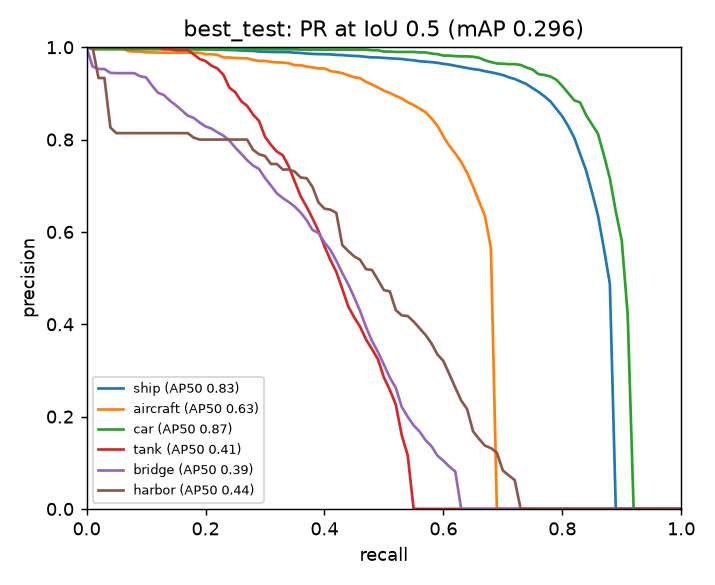 best_test: PR at IoU 0.5 (mAP 0.296)
precision
1.0
0.8
0.6
0.4
0.2
0.0
ship (AP50 0.83)
aircraft (AP50 0.63)
car (AP50 0.87)
tank (AP50 0.41)
bridge (AP50 0.39)
harbor (AP50 0.44)
0.0 0.2 0.4 0.6 0.8 1.0
recall